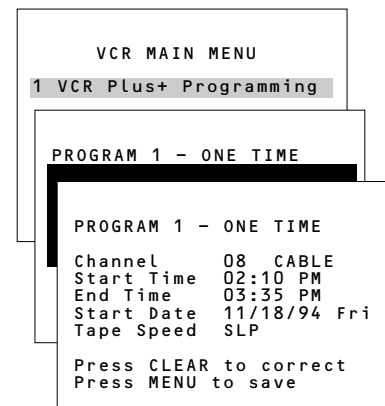 VCR MAIN MENU
1 VCR Plus+ Programming
PROGRAM 1 – ONE TIME
PROGRAM 1 – ONE TIME
Channel 08 CABLE
Start Time 02:10 PM
End Time 03:35 PM
Start Date 11/18/94 Fri
Tape Speed SLP
Press CLEAR to correct
Press MENU to save